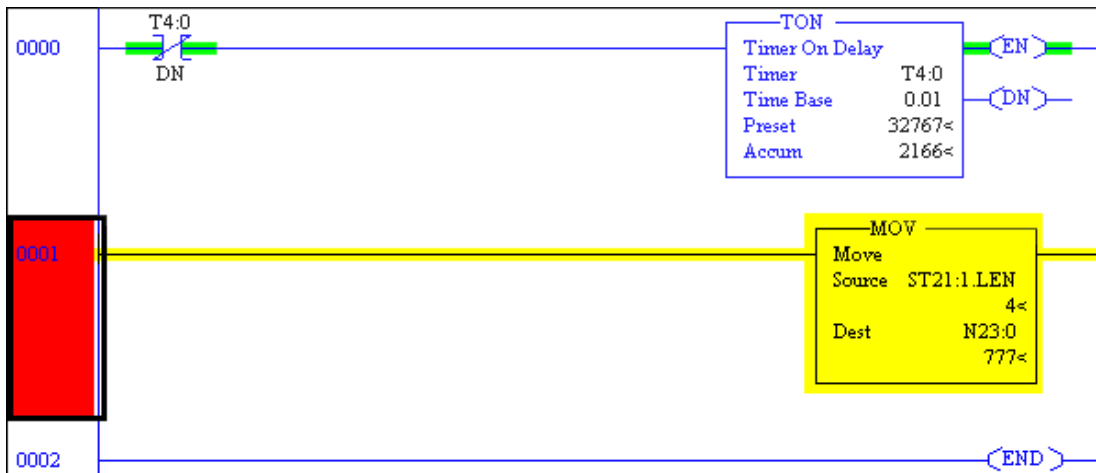 T4:0
0000
DN
TON
Timer On Delay
Timer T4:0
Time Base 0.01
Preset 32767<
Accum 2166<
EN
DN
0001
MOV
Move
Source ST21:1.LEN
4<
Dest N23:0
777<
0002
END